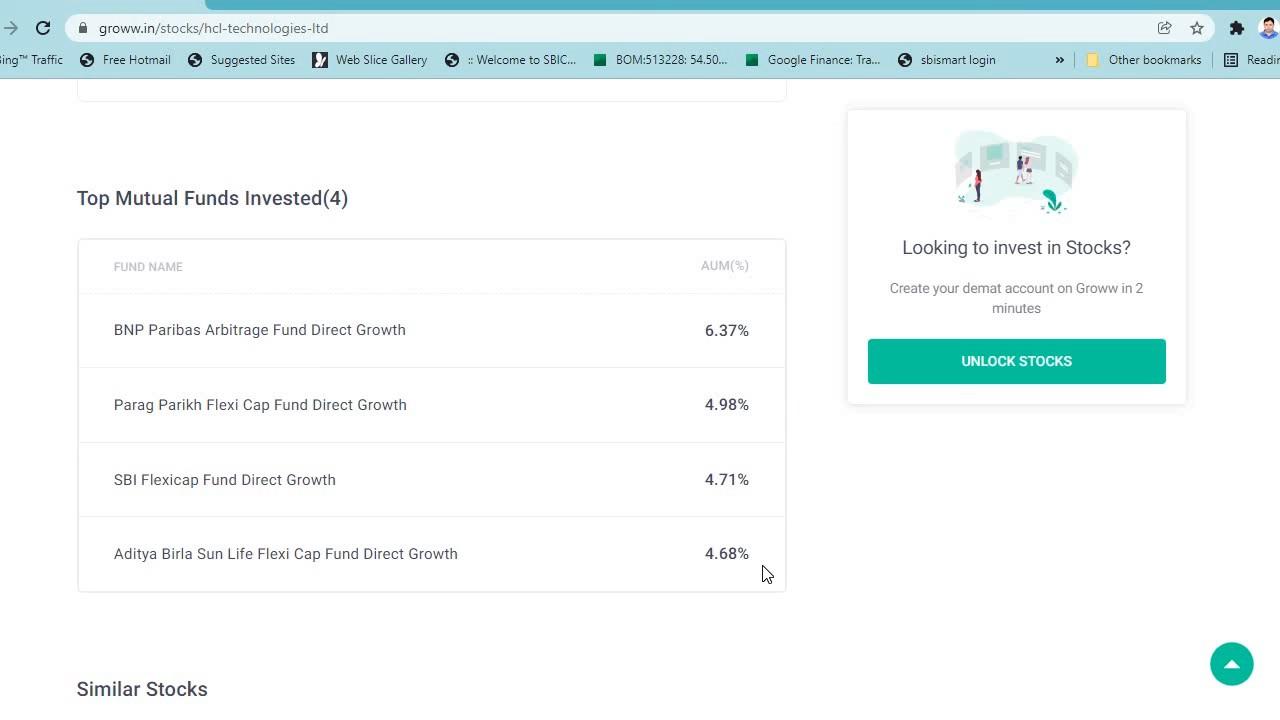 groww.in/stocks/hcl-technologies-ltd
ing™ Traffic Free Hotmail Suggested Sites Web Slice Gallery :: Welcome to SBIC... BOM:513228: 54.50... Google Finance: Tra... sbismart login » Other bookmarks Readin
Top Mutual Funds Invested(4)
FUND NAME AUM(%)
BNP Paribas Arbitrage Fund Direct Growth 6.37%
Parag Parikh Flexi Cap Fund Direct Growth 4.98%
SBI Flexicap Fund Direct Growth 4.71%
Aditya Birla Sun Life Flexi Cap Fund Direct Growth 4.68%
Similar Stocks
Looking to invest in Stocks?
Create your demat account on Groww in 2
minutes
UNLOCK STOCKS